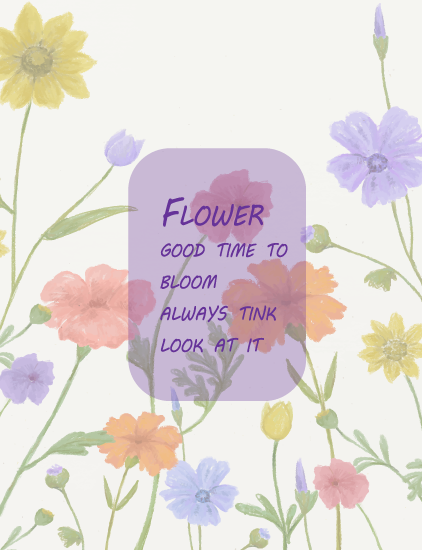 FLOWER
GOOD TIME TO
BLOOM
ALWAYS TINK
LOOK AT IT